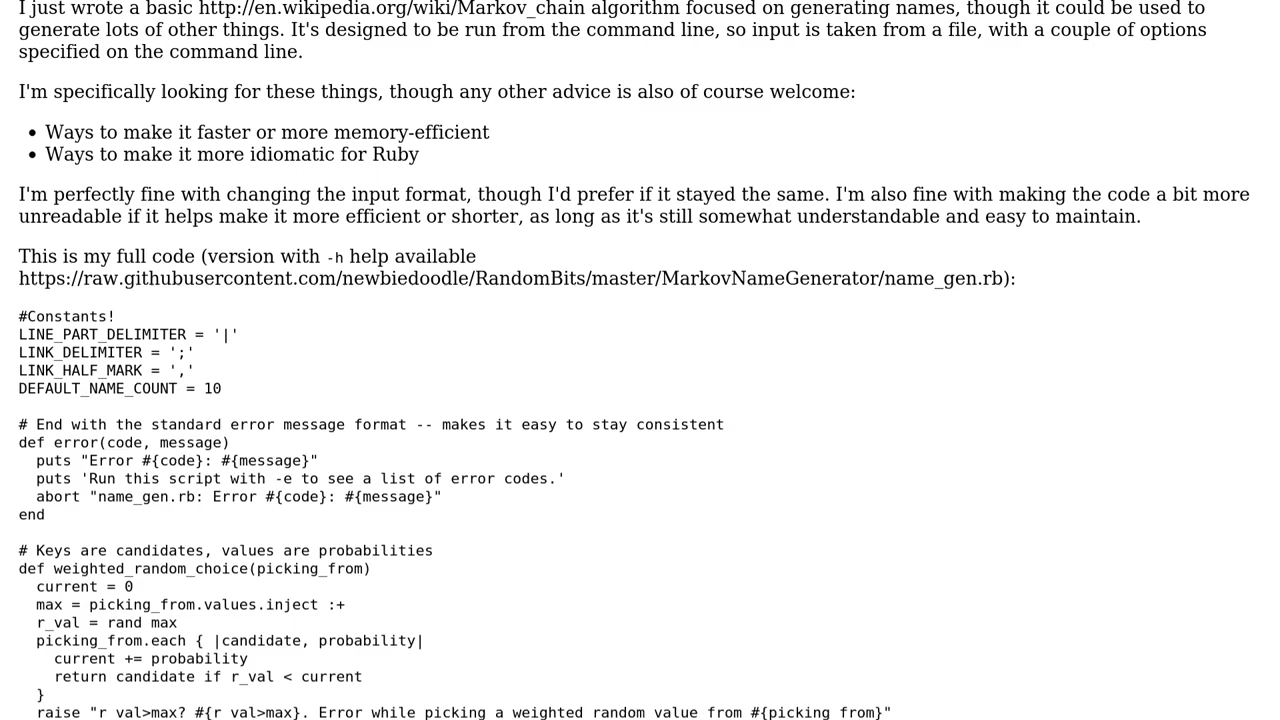 I just wrote a basic http://en.wikipedia.org/wiki/Markov_chain algorithm focused on generating names, though it could be used to
generate lots of other things. It's designed to be run from the command line, so input is taken from a file, with a couple of options
specified on the command line.
I'm specifically looking for these things, though any other advice is also of course welcome:
• Ways to make it faster or more memory-efficient
• Ways to make it more idiomatic for Ruby
I'm perfectly fine with changing the input format, though I'd prefer if it stayed the same. I'm also fine with making the code a bit more
unreadable if it helps make it more efficient or shorter, as long as it's still somewhat understandable and easy to maintain.
This is my full code (version with -h help available
https://raw.githubusercontent.com/newbiedoodle/RandomBits/master/MarkovNameGenerator/name_gen.rb):
#Constants!
LINE_PART_DELIMITER = '|'
LINK_DELIMITER = ';'
LINK_HALF_MARK = ','
DEFAULT_NAME_COUNT = 10
# End with the standard error message format -- makes it easy to stay consistent
def error(code, message)
  puts "Error #{code}: #{message}"
  puts 'Run this script with -e to see a list of error codes.'
  abort "name_gen.rb: Error #{code}: #{message}"
end
# Keys are candidates, values are probabilities
def weighted_random_choice(picking_from)
  current = 0
  max = picking_from.values.inject :+
  r_val = rand max
  picking_from.each { |candidate, probability|
    current += probability
    return candidate if r_val < current
  }
  raise "r_val>max? #{r_val>max}. Error while picking a weighted random value from #{picking_from}"